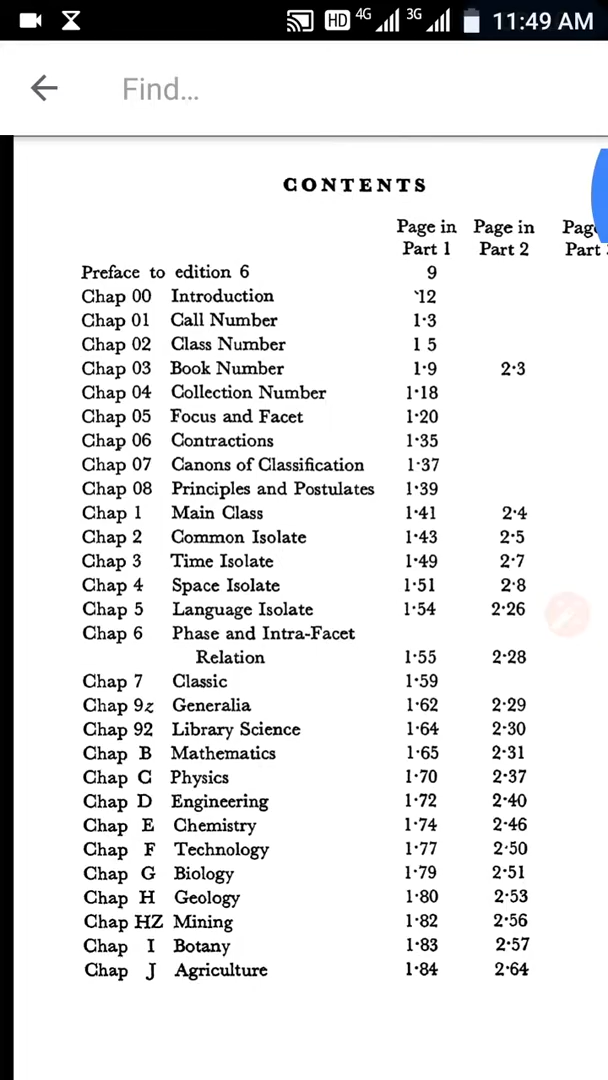 HD 4G 3G 11:49 AM
Find...
CONTENTS
Page in Page in Page
Part 1 Part 2 Part
Preface to edition 6 9
Chap 00 Introduction `12
Chap 01 Call Number 1·3
Chap 02 Class Number 1 5
Chap 03 Book Number 1·9 2·3
Chap 04 Collection Number 1·18
Chap 05 Focus and Facet 1·20
Chap 06 Contractions 1·35
Chap 07 Canons of Classification 1·37
Chap 08 Principles and Postulates 1·39
Chap 1 Main Class 1·41 2·4
Chap 2 Common Isolate 1·43 2·5
Chap 3 Time Isolate 1·49 2·7
Chap 4 Space Isolate 1·51 2·8
Chap 5 Language Isolate 1·54 2·26
Chap 6 Phase and Intra-Facet
Relation 1·55 2·28
Chap 7 Classic 1·59
Chap 9z Generalia 1·62 2·29
Chap 92 Library Science 1·64 2·30
Chap B Mathematics 1·65 2·31
Chap C Physics 1·70 2·37
Chap D Engineering 1·72 2·40
Chap E Chemistry 1·74 2·46
Chap F Technology 1·77 2·50
Chap G Biology 1·79 2·51
Chap H Geology 1·80 2·53
Chap HZ Mining 1·82 2·56
Chap I Botany 1·83 2·57
Chap J Agriculture 1·84 2·64